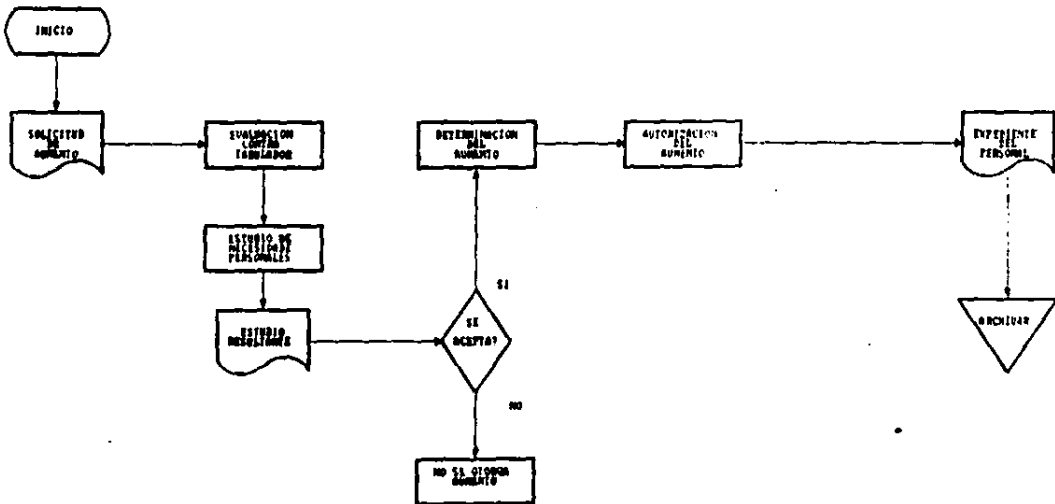 INICIO
SOLICITUD
DE
AUMENTO
EVALUACION
CONTRA
TABULADOR
ESTUDIO DE
NECESIDADE
PERSONALES
ESTUDIO
RESULTANTE
SE
ACEPTA?
SI
NO
DETERMINACION
DEL
AUMENTO
AUTORIZACION
DEL
AUMENTO
EXPEDIENTE
DEL
PERSONAL
ARCHIVAR
NO SE OTORGA
AUMENTO